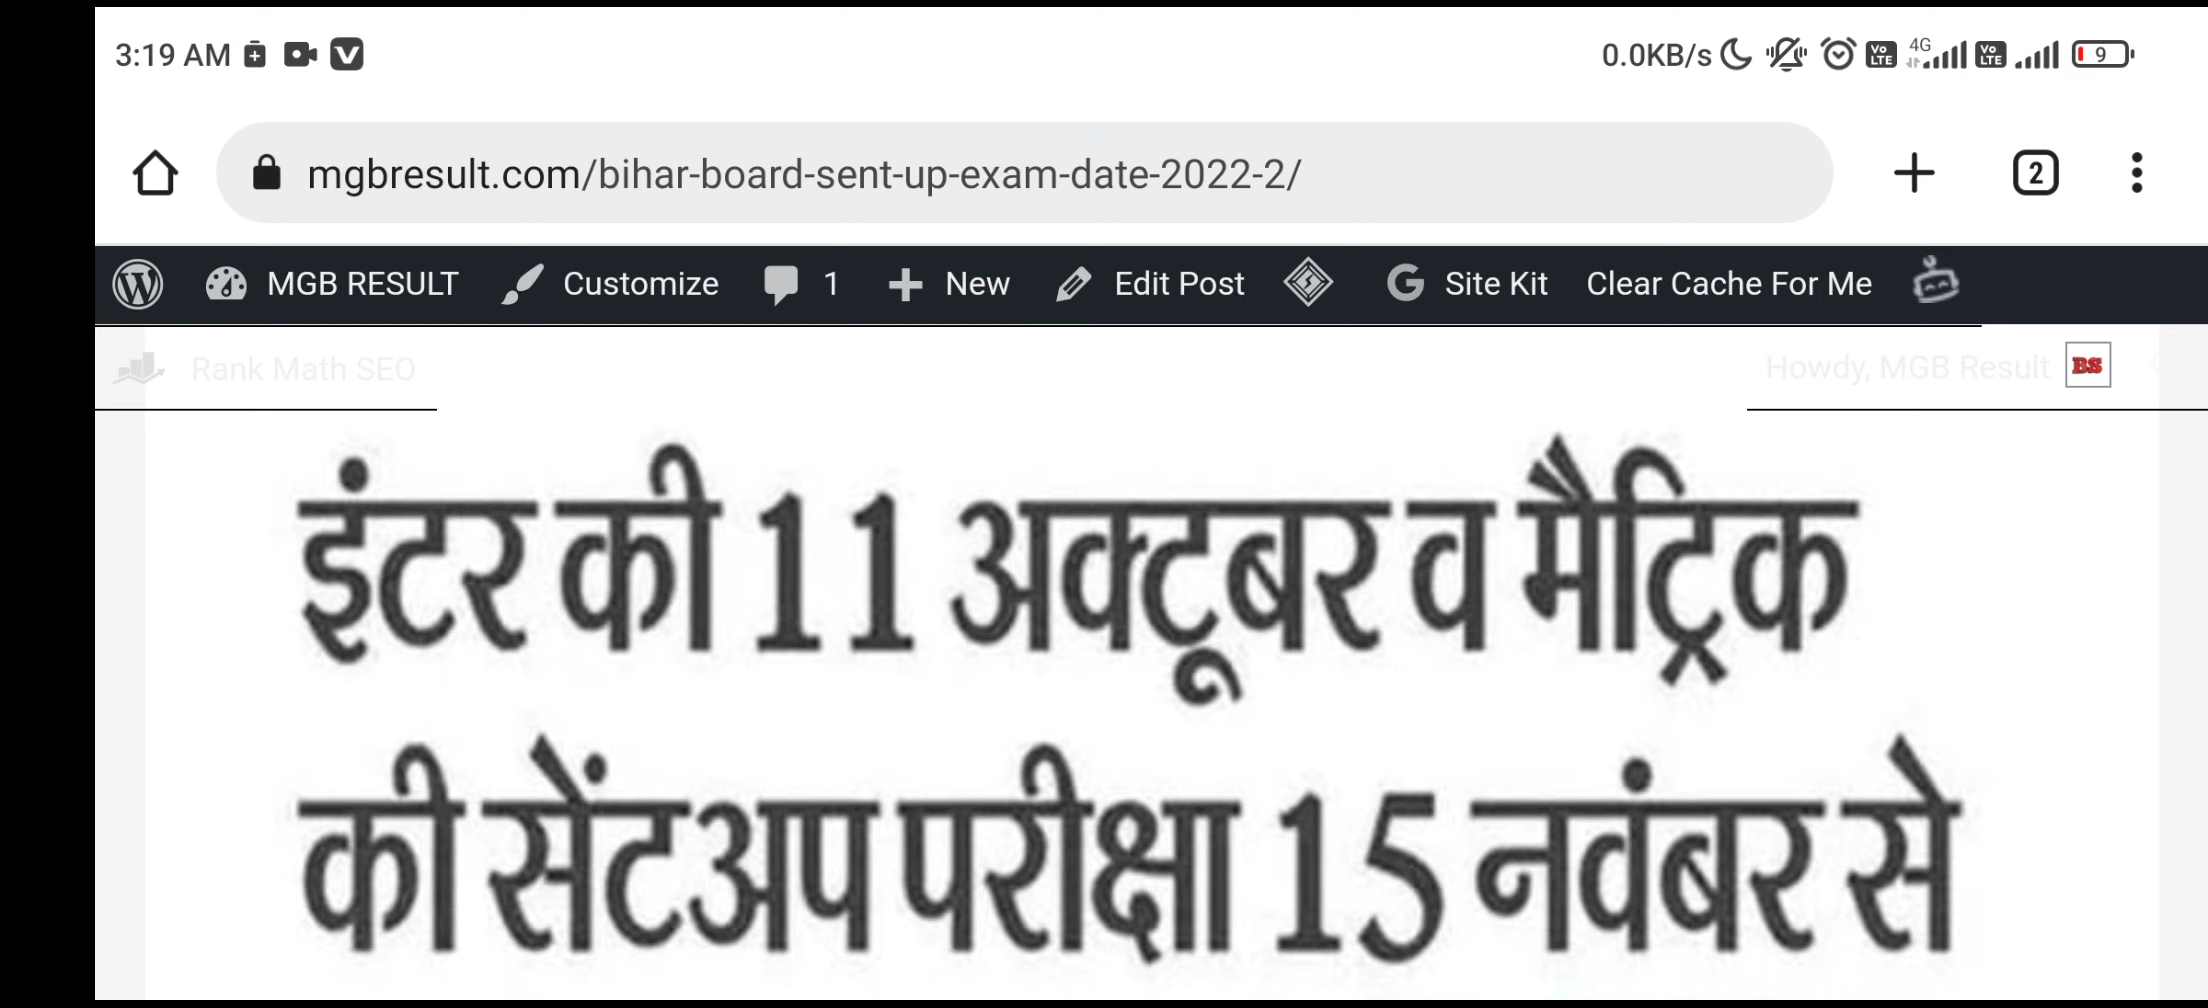 3:19 AM 0.0KB/s 4G 9
mgbresult.com/bihar-board-sent-up-exam-date-2022-2/ 2
MGB RESULT Customize 1 New Edit Post Site Kit Clear Cache For Me
Rank Math SEO Howdy, MGB Result BS
इंटर की 11 अक्टूबर व मैट्रिक
की सेंटअप परीक्षा 15 नवंबर से